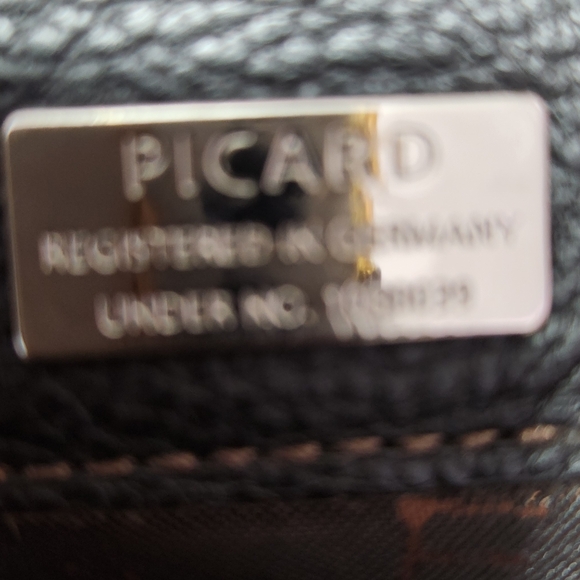 PICARD
REGISTERED IN GERMANY
UNDER NO.